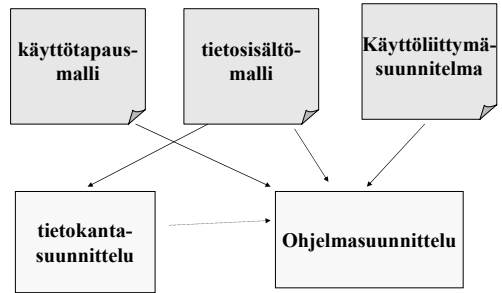 käyttötapaus-
malli
tietosisältö-
malli
Käyttöliittymä-
suunnitelma
tietokanta-
suunnittelu
Ohjelmasuunnittelu